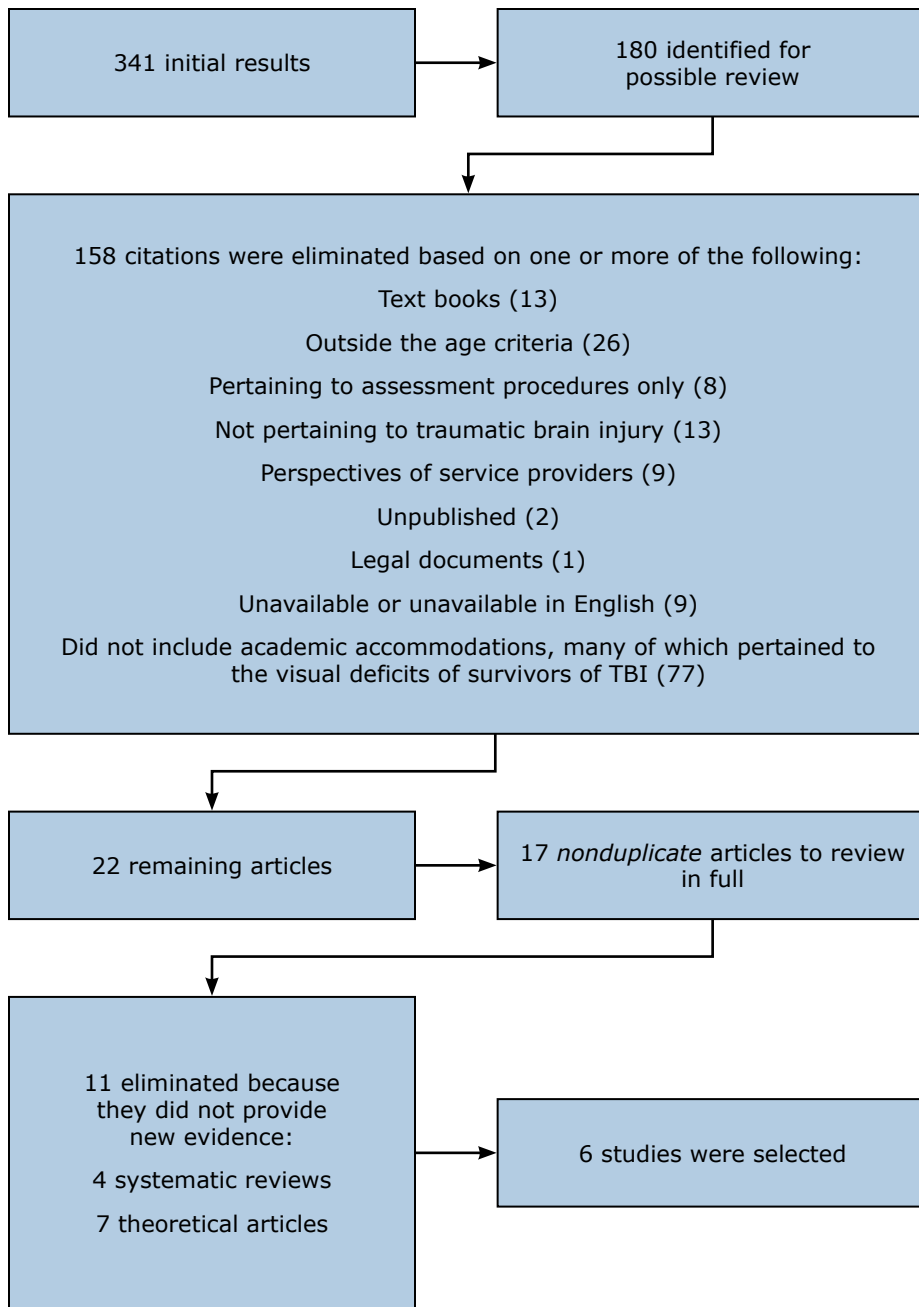 341 initial results
180 identified for
possible review
158 citations were eliminated based on one or more of the following:
Text books (13)
Outside the age criteria (26)
Pertaining to assessment procedures only (8)
Not pertaining to traumatic brain injury (13)
Perspectives of service providers (9)
Unpublished (2)
Legal documents (1)
Unavailable or unavailable in English (9)
Did not include academic accommodations, many of which pertained to
the visual deficits of survivors of TBI (77)
22 remaining articles
17 nonduplicate articles to review
in full
11 eliminated because
they did not provide
new evidence:
4 systematic reviews
7 theoretical articles
6 studies were selected